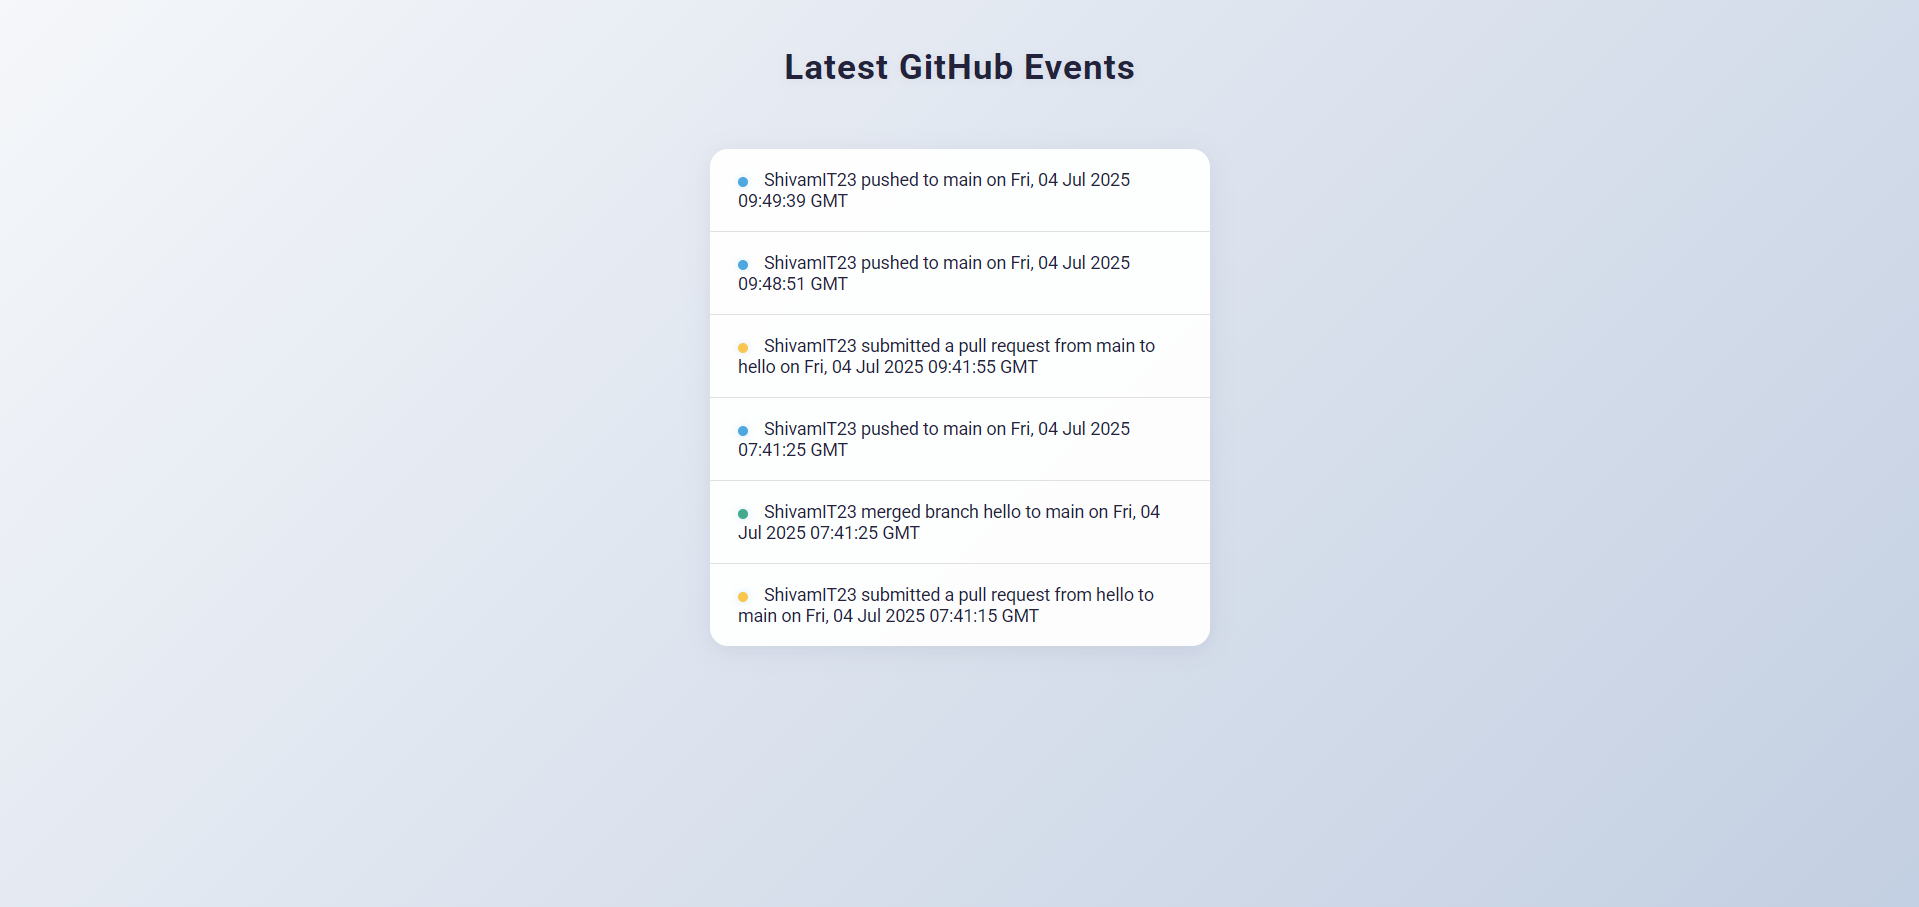 Latest GitHub Events
ShivamIT23 pushed to main on Fri, 04 Jul 2025
09:49:39 GMT
ShivamIT23 pushed to main on Fri, 04 Jul 2025
09:48:51 GMT
ShivamIT23 submitted a pull request from main to
hello on Fri, 04 Jul 2025 09:41:55 GMT
ShivamIT23 pushed to main on Fri, 04 Jul 2025
07:41:25 GMT
ShivamIT23 merged branch hello to main on Fri, 04
Jul 2025 07:41:25 GMT
ShivamIT23 submitted a pull request from hello to
main on Fri, 04 Jul 2025 07:41:15 GMT